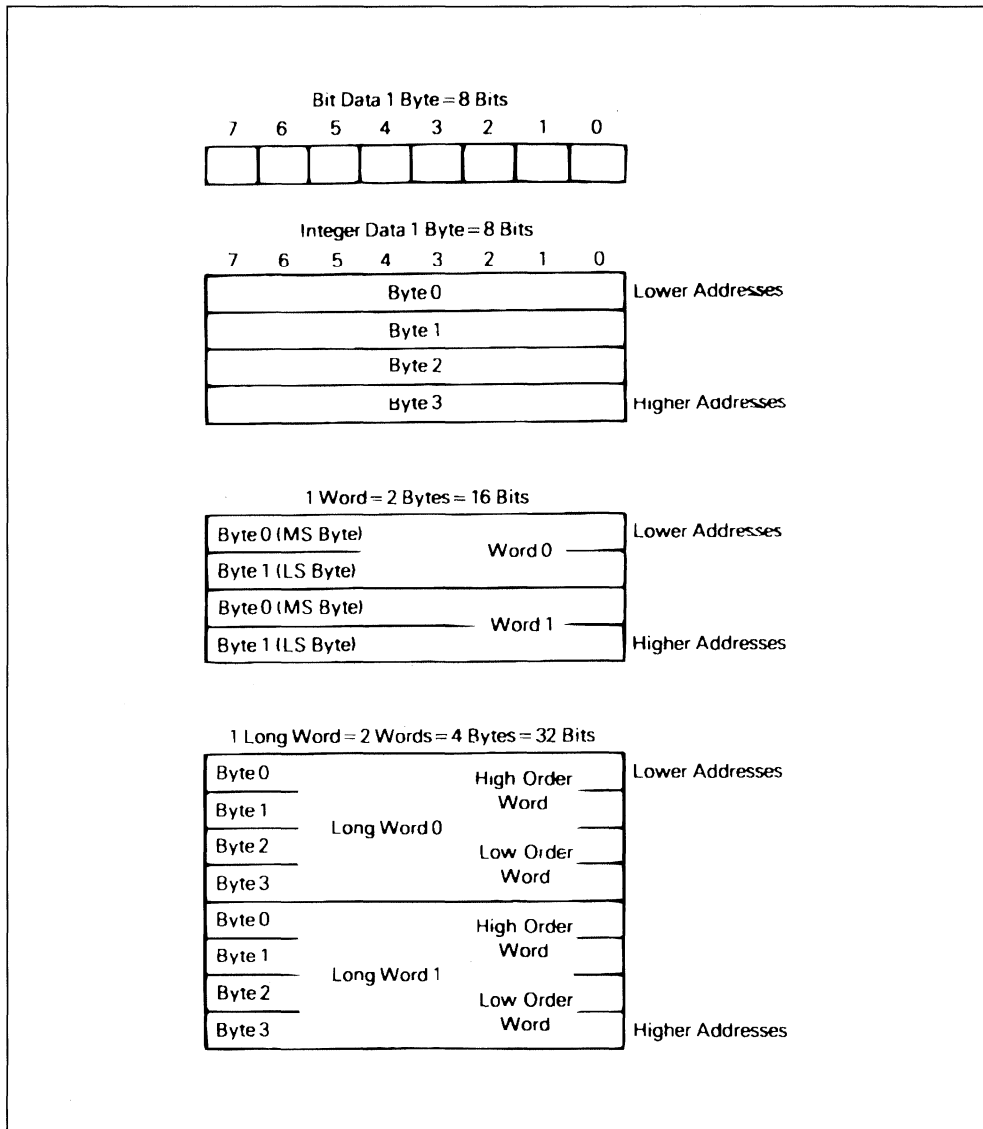 Bit Data 1 Byte = 8 Bits
7 6 5 4 3 2 1 0
Integer Data 1 Byte = 8 Bits
7 6 5 4 3 2 1 0
Byte 0 Lower Addresses
Byte 1
Byte 2
Byte 3 Higher Addresses
1 Word = 2 Bytes = 16 Bits
Byte 0 (MS Byte) Lower Addresses
Word 0
Byte 1 (LS Byte)
Byte 0 (MS Byte)
Word 1
Byte 1 (LS Byte) Higher Addresses
1 Long Word = 2 Words = 4 Bytes = 32 Bits
Byte 0 High Order Lower Addresses
Byte 1 Word
Long Word 0
Byte 2 Low Order
Byte 3 Word
Byte 0 High Order
Byte 1 Word
Long Word 1
Byte 2 Low Order
Byte 3 Word Higher Addresses